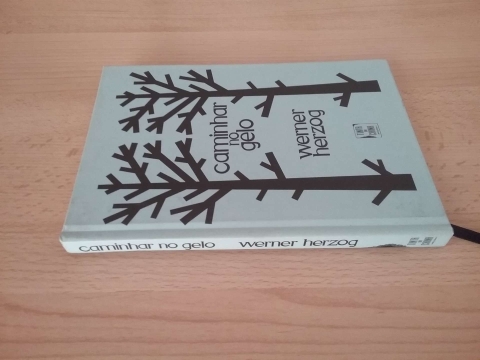 caminhar
no
gelo
werner
herzog
caminhar no gelo werner herzog